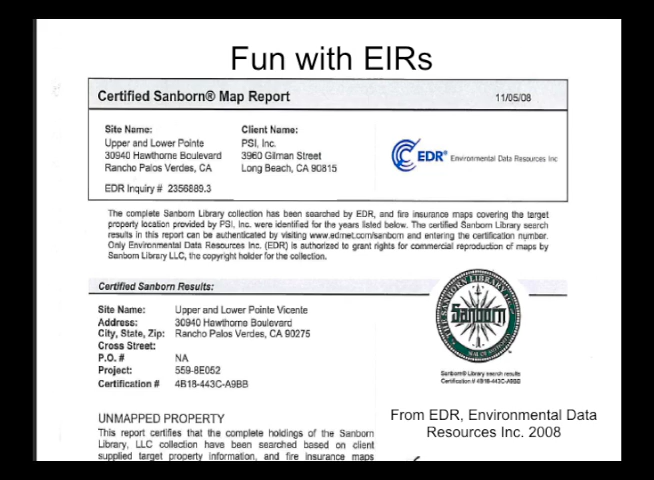 Fun with EIRs
Certified Sanborn® Map Report
11/05/08
Site Name:
Upper and Lower Pointe
30940 Hawthorne Boulevard
Rancho Palos Verdes, CA
Client Name:
PSI, Inc.
3960 Gilman Street
Long Beach, CA 90815
EDR® Environmental Data Resources Inc
EDR Inquiry # 2356889.3
The complete Sanborn Library collection has been searched by EDR, and fire insurance maps covering the target
property location provided by PSI, Inc. were identified for the years listed below. The certified Sanborn Library search
results in this report can be authenticated by visiting www.edrnet.com/sanborn and entering the certification number.
Only Environmental Data Resources Inc. (EDR) is authorized to grant rights for commercial reproduction of maps by
Sanborn Library LLC, the copyright holder for the collection.
Certified Sanborn Results:
Site Name: Upper and Lower Pointe Vicente
Address: 30940 Hawthorne Boulevard
City, State, Zip: Rancho Palos Verdes, CA 90275
Cross Street:
P.O. # NA
Project: 559-8E052
Certification # 4B18-443C-A9BB
THE SANBORN LIBRARY
Sanborn
Sanborn® Library search results
Certification # 4B18-443C-A9BB
UNMAPPED PROPERTY
This report certifies that the complete holdings of the Sanborn
Library, LLC collection have been searched based on client
supplied target property information, and fire insurance maps
From EDR, Environmental Data
Resources Inc. 2008